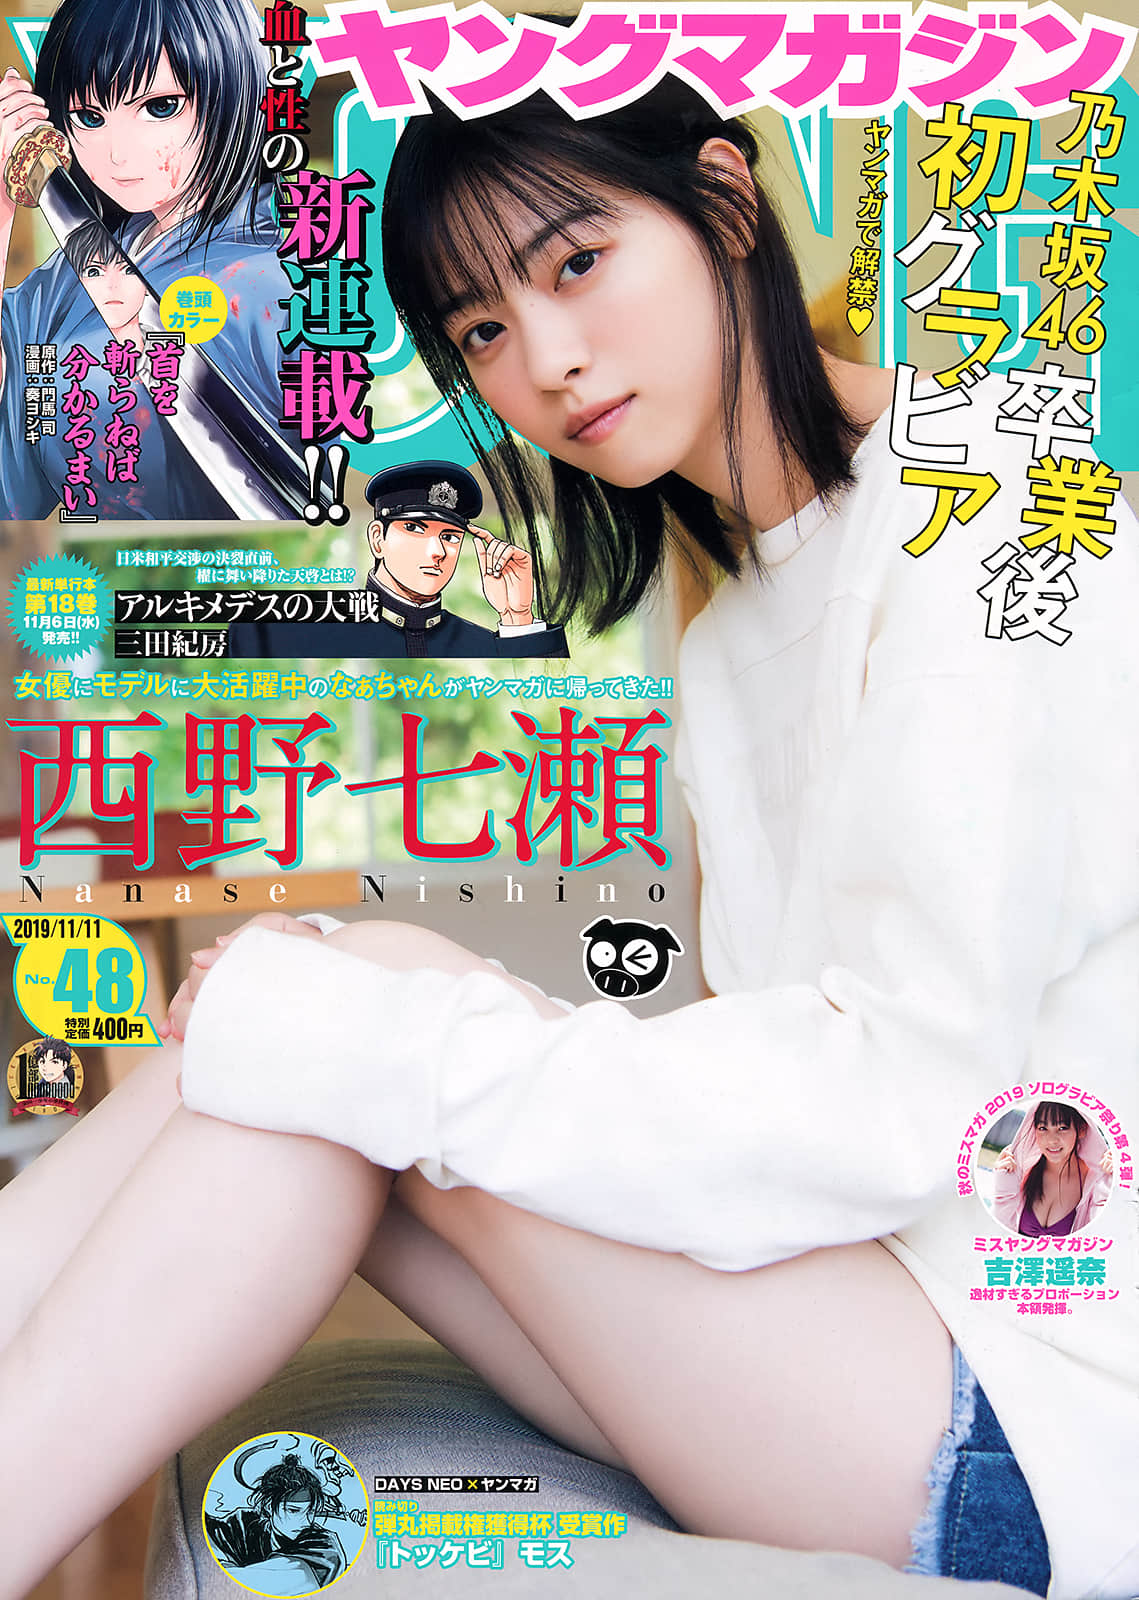 ヤングマガジン
YOUNG
血と性の
新連載!!
巻頭
カラー
『首を
斬らねば
分かるまい』
原作:門馬 司
漫画:奏ヨシキ
乃木坂46
卒業後
初グラビア
ヤンマガで解禁♥
最新単行本
第18巻
11月6日(水)
発売!!
日米和平交渉の決裂直前、
櫂に舞い降りた天啓とは!?
アルキメデスの大戦
三田紀房
女優にモデルに大活躍中のなぁちゃんがヤンマガに帰ってきた!!
西野七瀬
Nanase Nishino
2019/11/11
No.48
特別
定価400円
1億部
秋のミスマガ2019 ソログラビア祭り第4弾!
ミスヤングマガジン
吉澤遥奈
逸材すぎるプロポーション
本領発揮。
DAYS NEO×ヤンマガ
読み切り
弾丸掲載権獲得杯 受賞作
『トッケビ』モス